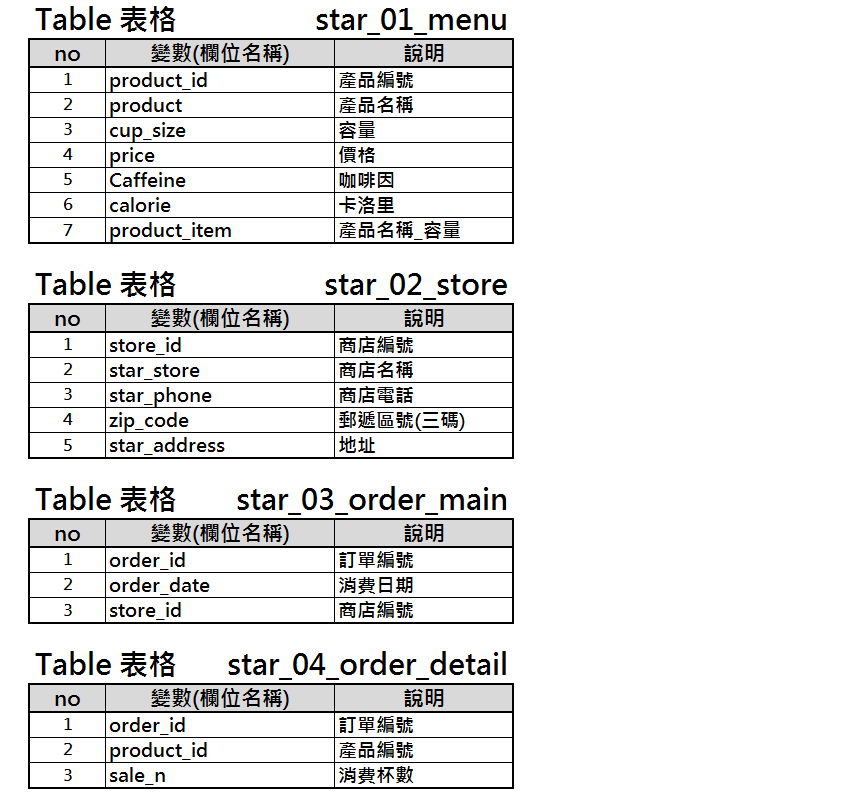 Table 表格 star_01_menu
no 變數(欄位名稱) 說明
1 product_id 產品編號
2 product 產品名稱
3 cup_size 容量
4 price 價格
5 Caffeine 咖啡因
6 calorie 卡洛里
7 product_item 產品名稱_容量
Table 表格 star_02_store
no 變數(欄位名稱) 說明
1 store_id 商店編號
2 star_store 商店名稱
3 star_phone 商店電話
4 zip_code 郵遞區號(三碼)
5 star_address 地址
Table 表格 star_03_order_main
no 變數(欄位名稱) 說明
1 order_id 訂單編號
2 order_date 消費日期
3 store_id 商店編號
Table 表格 star_04_order_detail
no 變數(欄位名稱) 說明
1 order_id 訂單編號
2 product_id 產品編號
3 sale_n 消費杯數